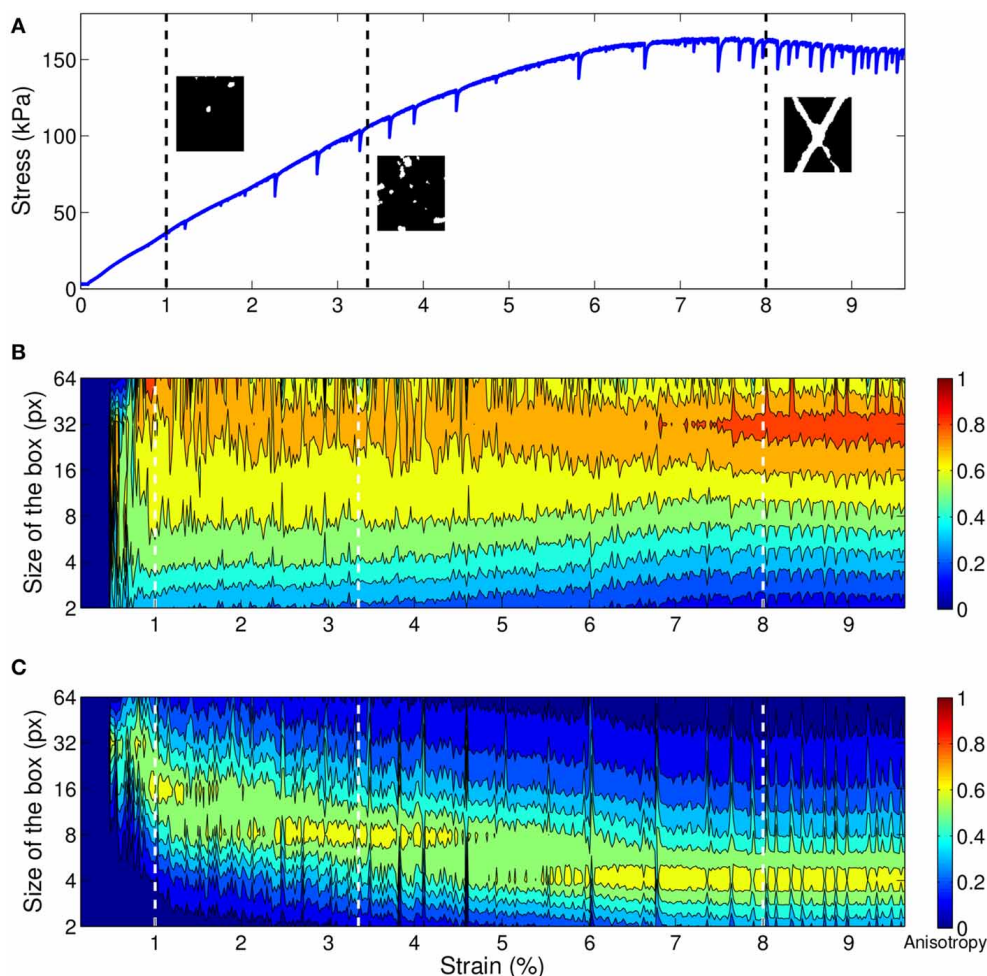 A
Stress (kPa)
150
100
50
0
0 1 2 3 4 5 6 7 8 9
B
Size of the box (px)
64
32
16
8
4
2
1 2 3 4 5 6 7 8 9
1
0.8
0.6
0.4
0.2
0
C
Size of the box (px)
64
32
16
8
4
2
1 2 3 4 5 6 7 8 9
Strain (%)
1
0.8
0.6
0.4
0.2
0
Anisotropy